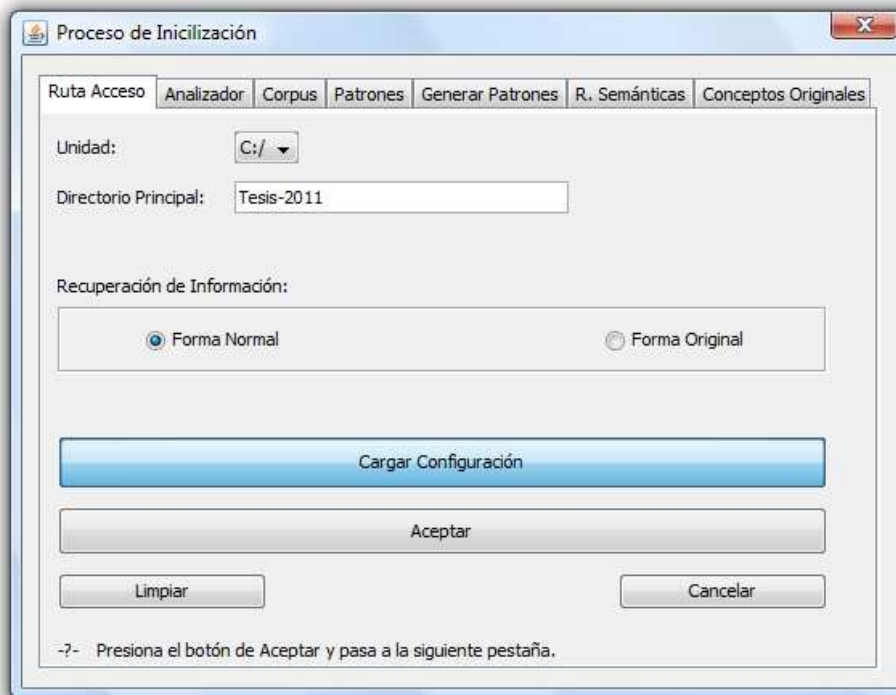 Proceso de Inicilización
Ruta Acceso Analizador Corpus Patrones Generar Patrones R. Semánticas Conceptos Originales
Unidad: C:/
Directorio Principal: Tesis-2011
Recuperación de Información:
Forma Normal Forma Original
Cargar Configuración
Aceptar
Limpiar Cancelar
-?- Presiona el botón de Aceptar y pasa a la siguiente pestaña.